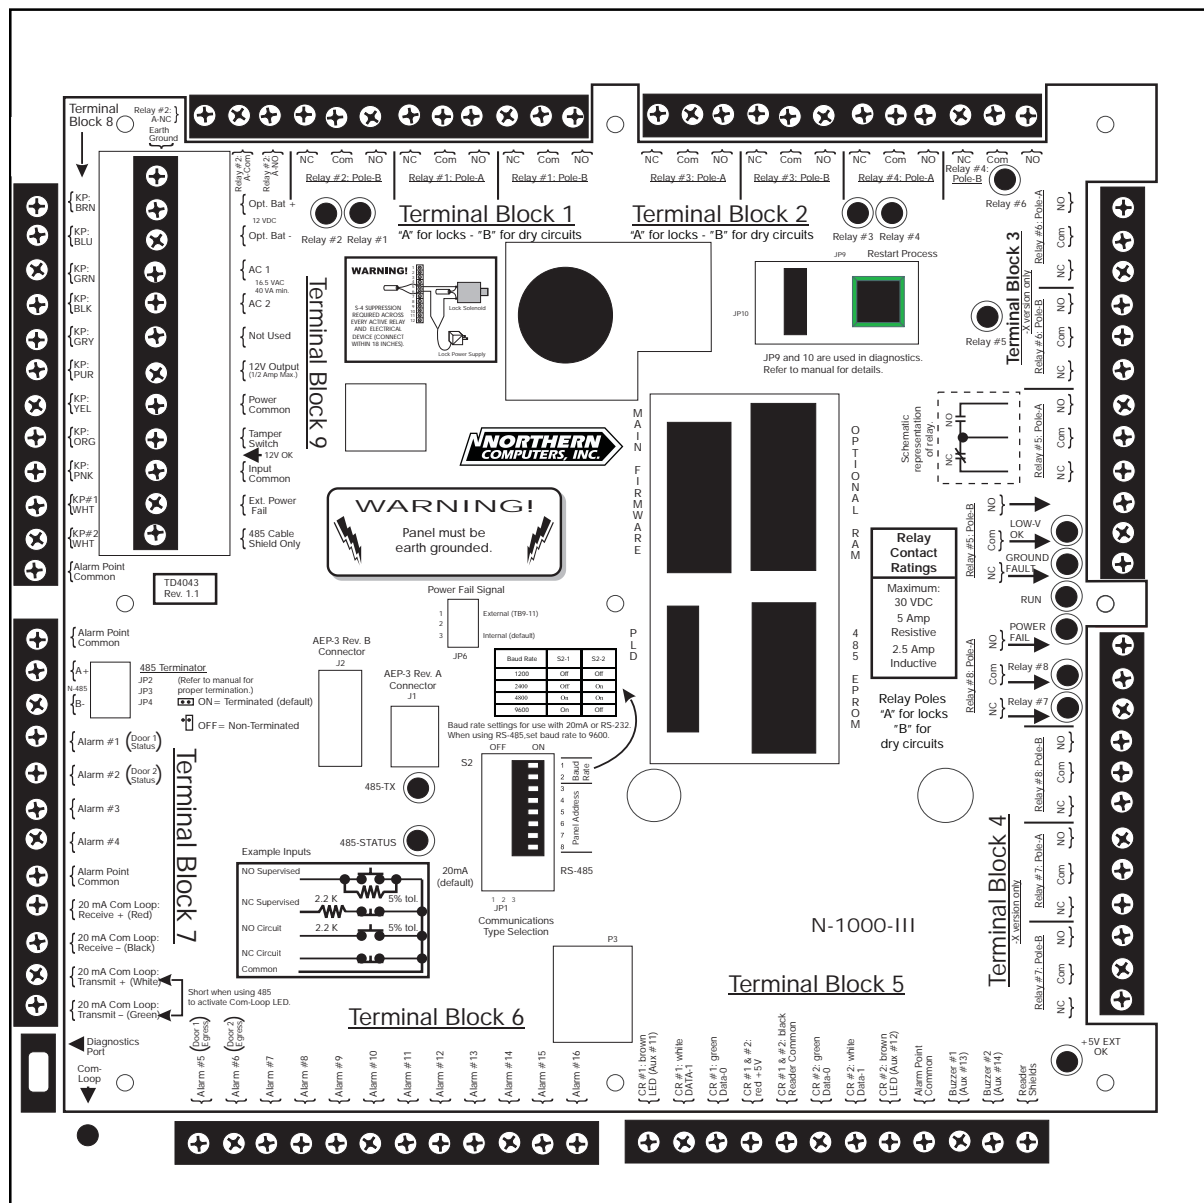 Terminal
Block 8
Relay #2:
A-NC
Earth
Ground
Relay #2:
A-Com
Relay #2:
A-NO
NC
Com
NO
NC
Com
NO
NC
Com
NO
Relay #2: Pole-B
Relay #1: Pole-A
Relay #1: Pole-B
NC
Com
NO
NC
Com
NO
NC
Com
NO
NC
Com
NO
Relay #3: Pole-A
Relay #3: Pole-B
Relay #4: Pole-A
Relay #4:
Pole-B
Terminal Block 1
"A" for locks - "B" for dry circuits
Terminal Block 2
"A" for locks - "B" for dry circuits
Relay #2
Relay #1
Relay #3
Relay #4
Relay #6
Relay #5
KP:
BRN
KP:
BLU
KP:
GRN
KP:
BLK
KP:
GRY
KP:
PUR
KP:
YEL
KP:
ORG
KP:
PNK
KP#1
WHT
KP#2
WHT
Alarm Point
Common
Opt. Bat +
12 VDC
Opt. Bat -
AC 1
16.5 VAC
40 VA min.
AC 2
Not Used
12V Output
(1/2 Amp Max.)
Power
Common
Tamper
Switch
12V OK
Input
Common
Ext. Power
Fail
485 Cable
Shield Only
Terminal Block 9
WARNING!
S-4 SUPPRESSION
REQUIRED ACROSS
EVERY ACTIVE RELAY
AND ELECTRICAL
DEVICE (CONNECT
WITHIN 18 INCHES).
Lock Solenoid
Lock Power Supply
JP9
Restart Process
JP10
JP9 and 10 are used in diagnostics.
Refer to manual for details.
Terminal Block 3
-X version only
NO
Com
NC
Relay #6: Pole-A
NO
Com
NC
Relay #6: Pole-B
NO
Com
NC
Relay #5: Pole-A
Schematic
representation
of relay.
NO
NC
NORTHERN
COMPUTERS, INC.
WARNING!
Panel must be
earth grounded.
MAIN FIRMWARE
OPTIONAL RAM
PLD
485 EPROM
Relay
Contact
Ratings
Maximum:
30 VDC
5 Amp
Resistive
2.5 Amp
Inductive
Relay Poles
"A" for locks
"B" for
dry circuits
Relay #5: Pole-B
NO
Com
NC
LOW-V
OK
GROUND
FAULT
RUN
POWER
FAIL
Relay #8
Relay #7
Relay #8: Pole-A
NO
Com
NC
TD4043
Rev. 1.1
Power Fail Signal
1
2
3
External (TB9-11)
Internal (default)
JP6
Alarm Point
Common
A+
N-485
B-
485 Terminator
JP2
JP3
JP4
(Refer to manual for
proper termination.)
ON= Terminated (default)
OFF= Non-Terminated
AEP-3 Rev. B
Connector
J2
AEP-3 Rev. A
Connector
J1
Baud Rate S2-1 S2-2
1200 Off Off
2400 Off On
4800 On On
9600 On Off
Baud rate settings for use with 20mA or RS-232.
When using RS-485,set baud rate to 9600.
OFF
ON
S2
1
2
3
4
5
6
7
8
Baud
Rate
Panel Address
20mA
(default)
RS-485
1 2 3
JP1
Communications
Type Selection
485-TX
485-STATUS
Alarm #1 (Door 1 Status)
Alarm #2 (Door 2 Status)
Alarm #3
Alarm #4
Alarm Point
Common
20 mA Com Loop:
Receive + (Red)
20 mA Com Loop:
Receive – (Black)
20 mA Com Loop:
Transmit + (White)
20 mA Com Loop:
Transmit – (Green)
Terminal Block 7
Short when using 485
to activate Com-Loop LED.
Diagnostics
Port
Com-
Loop
Example Inputs
NO Supervised
NC Supervised
2.2 K
5% tol.
NO Circuit
2.2 K
5% tol.
NC Circuit
Common
P3
N-1000-III
Terminal Block 4
-X version only
NO
Com
NC
Relay #8: Pole-B
NO
Com
NC
Relay #7: Pole-A
NO
Com
NC
Relay #7: Pole-B
+5V EXT
OK
Terminal Block 6
Terminal Block 5
Alarm #5 (Door 1 Egress)
Alarm #6 (Door 2 Egress)
Alarm #7
Alarm #8
Alarm #9
Alarm #10
Alarm #11
Alarm #12
Alarm #13
Alarm #14
Alarm #15
Alarm #16
CR #1: brown
LED (Aux #11)
CR #1: white
DATA-1
CR #1: green
Data-0
CR #1 & #2:
red +5V
CR #1 & #2: black
Reader Common
CR #2: green
Data-0
CR #2: white
Data-1
CR #2: brown
LED (Aux #12)
Alarm Point
Common
Buzzer #1
(Aux #13)
Buzzer #2
(Aux #14)
Reader
Shields